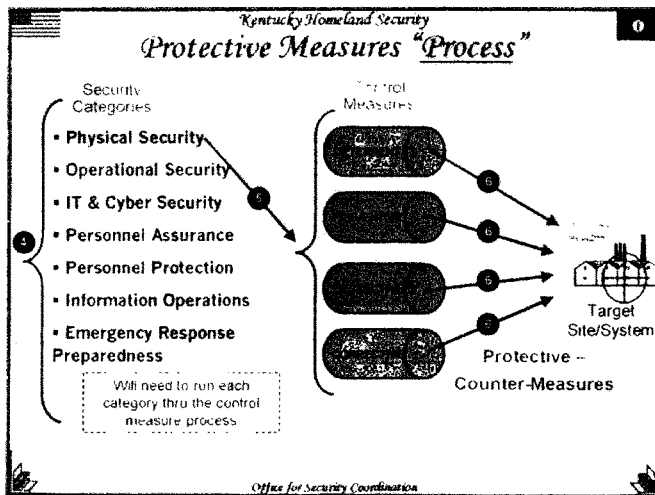 Kentucky Homeland Security
Protective Measures "Process"
0
Security
Categories
Control
Measures
▪ Physical Security
▪ Operational Security
▪ IT & Cyber Security
▪ Personnel Assurance
▪ Personnel Protection
▪ Information Operations
▪ Emergency Response
Preparedness
4
5
6
6
6
6
Target
Site/System
Protective –
Counter-Measures
Will need to run each
category thru the control
measure process
Office for Security Coordination